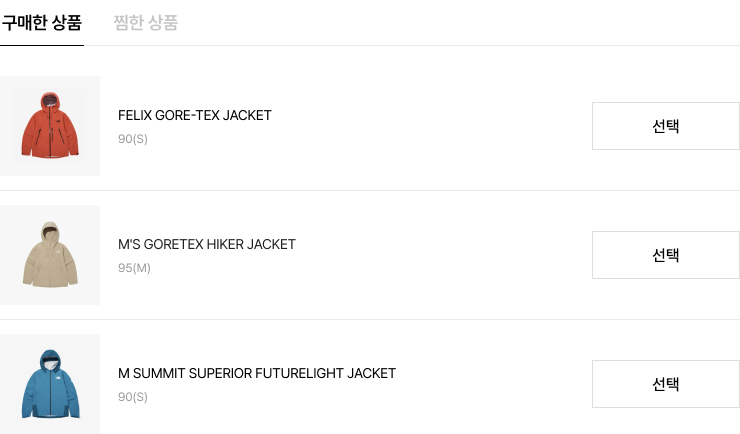 구매한 상품
찜한 상품
FELIX GORE-TEX JACKET
90(S)
선택
M'S GORETEX HIKER JACKET
95(M)
선택
M SUMMIT SUPERIOR FUTURELIGHT JACKET
90(S)
선택